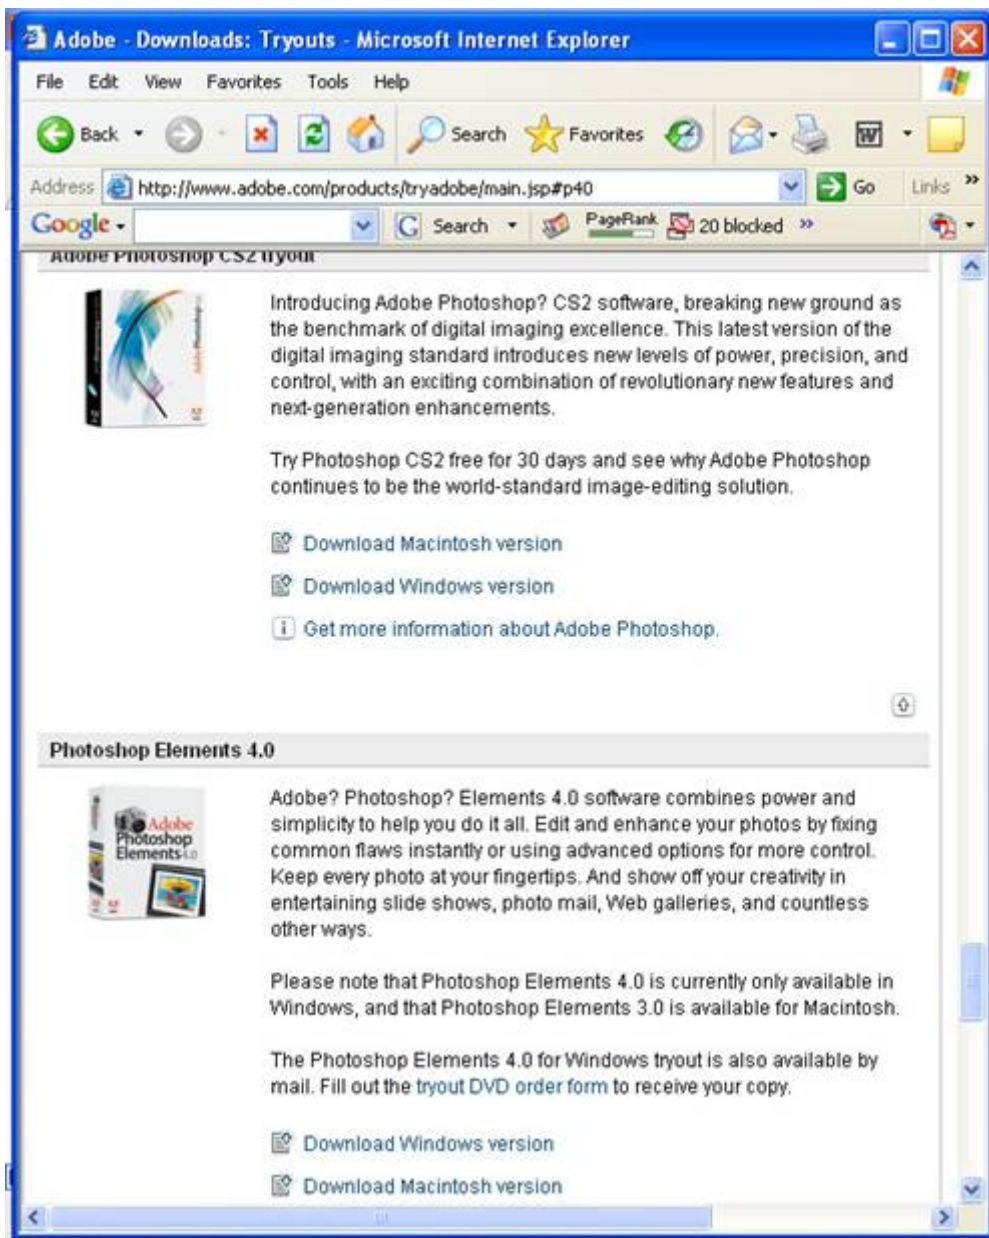 Adobe - Downloads: Tryouts - Microsoft Internet Explorer
File Edit View Favorites Tools Help
Back Search Favorites
Address http://www.adobe.com/products/tryadobe/main.jsp#p40 Go Links »
Google Search PageRank 20 blocked »
Adobe Photoshop CS2 tryout
Introducing Adobe Photoshop? CS2 software, breaking new ground as
the benchmark of digital imaging excellence. This latest version of the
digital imaging standard introduces new levels of power, precision, and
control, with an exciting combination of revolutionary new features and
next-generation enhancements.
Try Photoshop CS2 free for 30 days and see why Adobe Photoshop
continues to be the world-standard image-editing solution.
Download Macintosh version
Download Windows version
Get more information about Adobe Photoshop.
Photoshop Elements 4.0
Adobe
Photoshop
Elements 4.0
Adobe? Photoshop? Elements 4.0 software combines power and
simplicity to help you do it all. Edit and enhance your photos by fixing
common flaws instantly or using advanced options for more control.
Keep every photo at your fingertips. And show off your creativity in
entertaining slide shows, photo mail, Web galleries, and countless
other ways.
Please note that Photoshop Elements 4.0 is currently only available in
Windows, and that Photoshop Elements 3.0 is available for Macintosh.
The Photoshop Elements 4.0 for Windows tryout is also available by
mail. Fill out the tryout DVD order form to receive your copy.
Download Windows version
Download Macintosh version